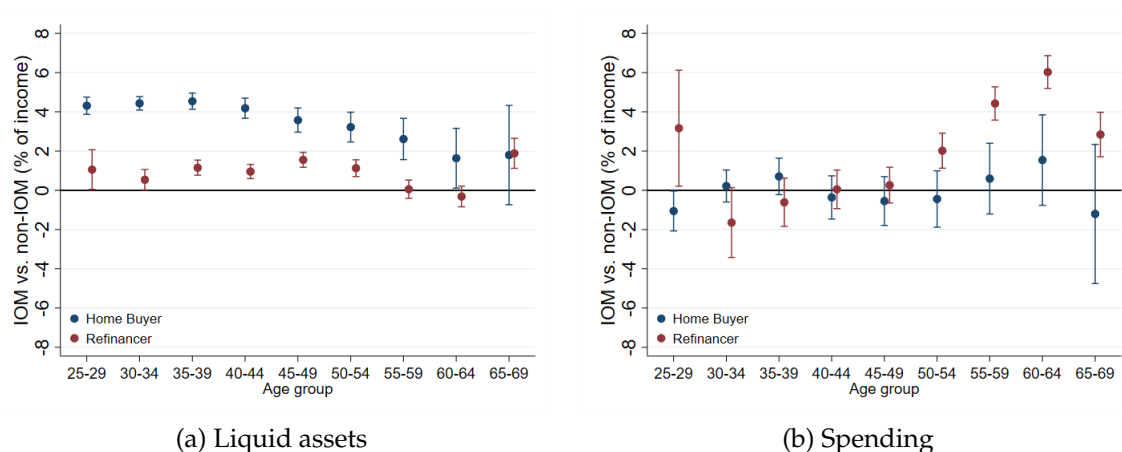 IOM vs. non-IOM (% of income)
8
6
4
2
0
-2
-4
-6
-8
Home Buyer
Refinancer
25-29 30-34 35-39 40-44 45-49 50-54 55-59 60-64 65-69
Age group
(a) Liquid assets
IOM vs. non-IOM (% of income)
8
6
4
2
0
-2
-4
-6
-8
Home Buyer
Refinancer
25-29 30-34 35-39 40-44 45-49 50-54 55-59 60-64 65-69
Age group
(b) Spending